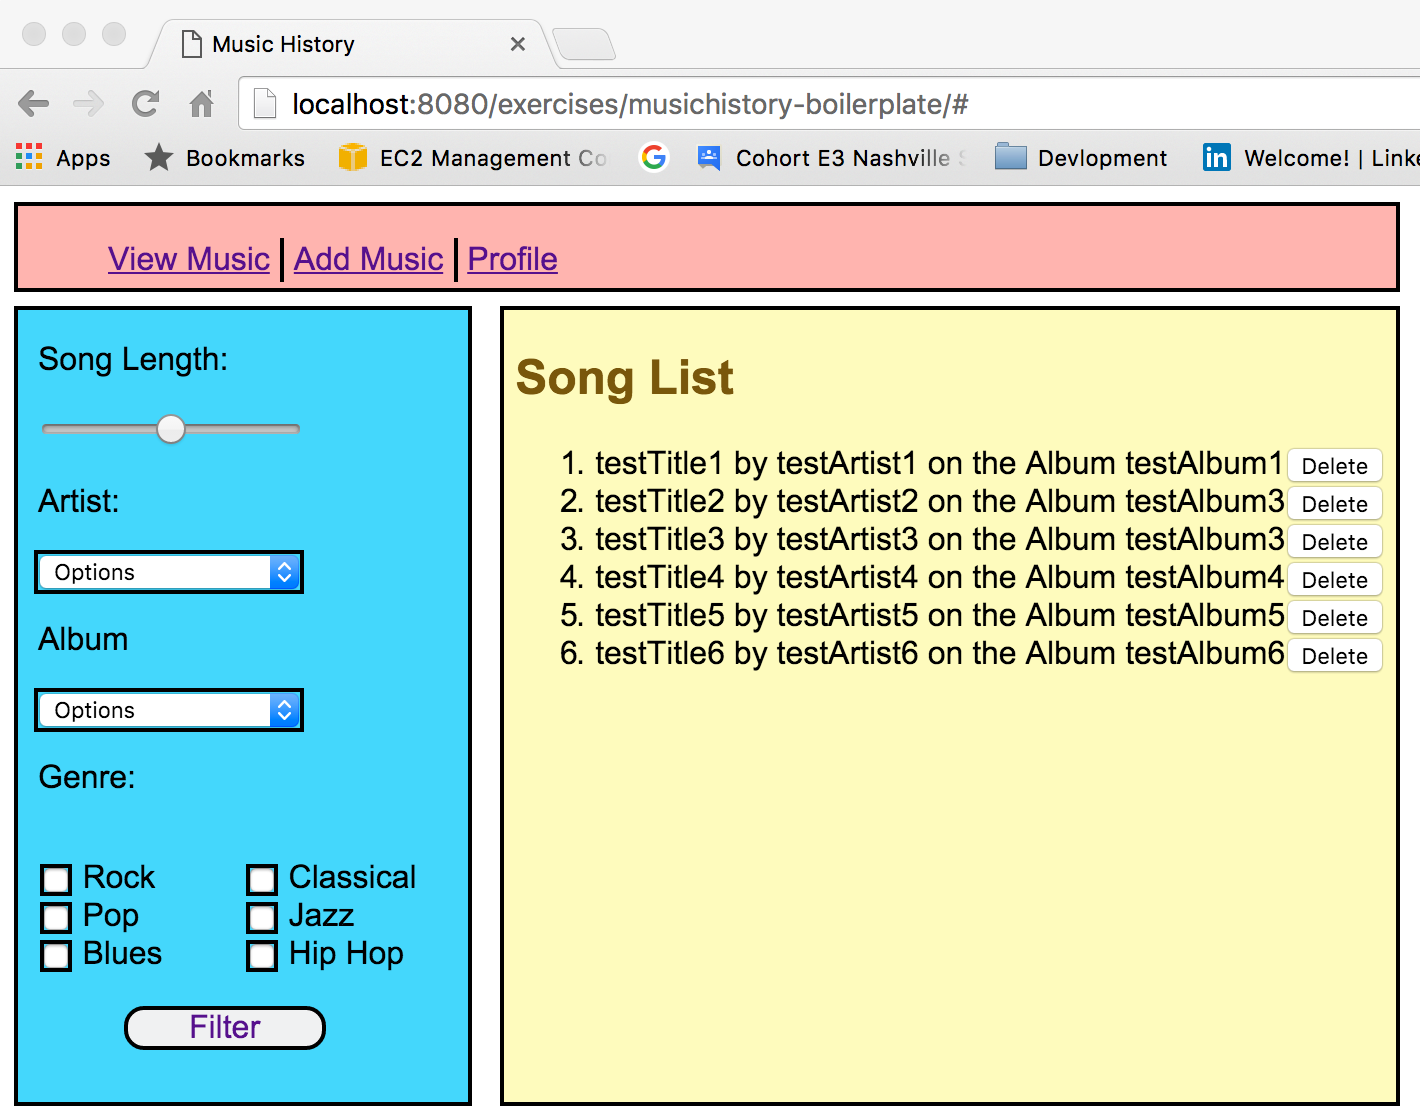 Music History
localhost:8080/exercises/musichistory-boilerplate/#
Apps Bookmarks EC2 Management Co Cohort E3 Nashville Devlopment Welcome! | Linke
View Music Add Music Profile
Song Length:
Artist:
Options
Album
Options
Genre:
Rock Classical
Pop Jazz
Blues Hip Hop
Filter
Song List
1. testTitle1 by testArtist1 on the Album testAlbum1 Delete
2. testTitle2 by testArtist2 on the Album testAlbum3 Delete
3. testTitle3 by testArtist3 on the Album testAlbum3 Delete
4. testTitle4 by testArtist4 on the Album testAlbum4 Delete
5. testTitle5 by testArtist5 on the Album testAlbum5 Delete
6. testTitle6 by testArtist6 on the Album testAlbum6 Delete